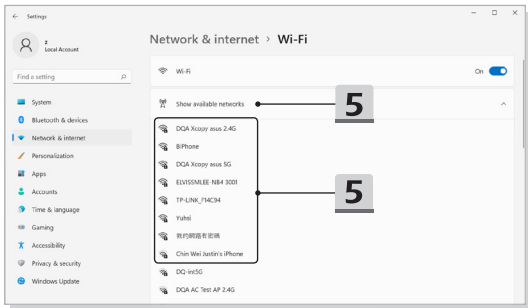 Settings
z
Local Account
Find a setting
System
Bluetooth & devices
Network & internet
Personalization
Apps
Accounts
Time & language
Gaming
Accessibility
Privacy & security
Windows Update
Network & internet > Wi-Fi
Wi-Fi
On
Show available networks
5
DQA Xcopy asus 2.4G
BiPhone
DQA Xcopy asus 5G
ELVISSMLEE-NB4 3001
TP-LINK_F14C94
5
Yuhsi
我的網路有密碼
Chin Wei Justin's iPhone
DQ-int5G
DQA AC Test AP 2.4G